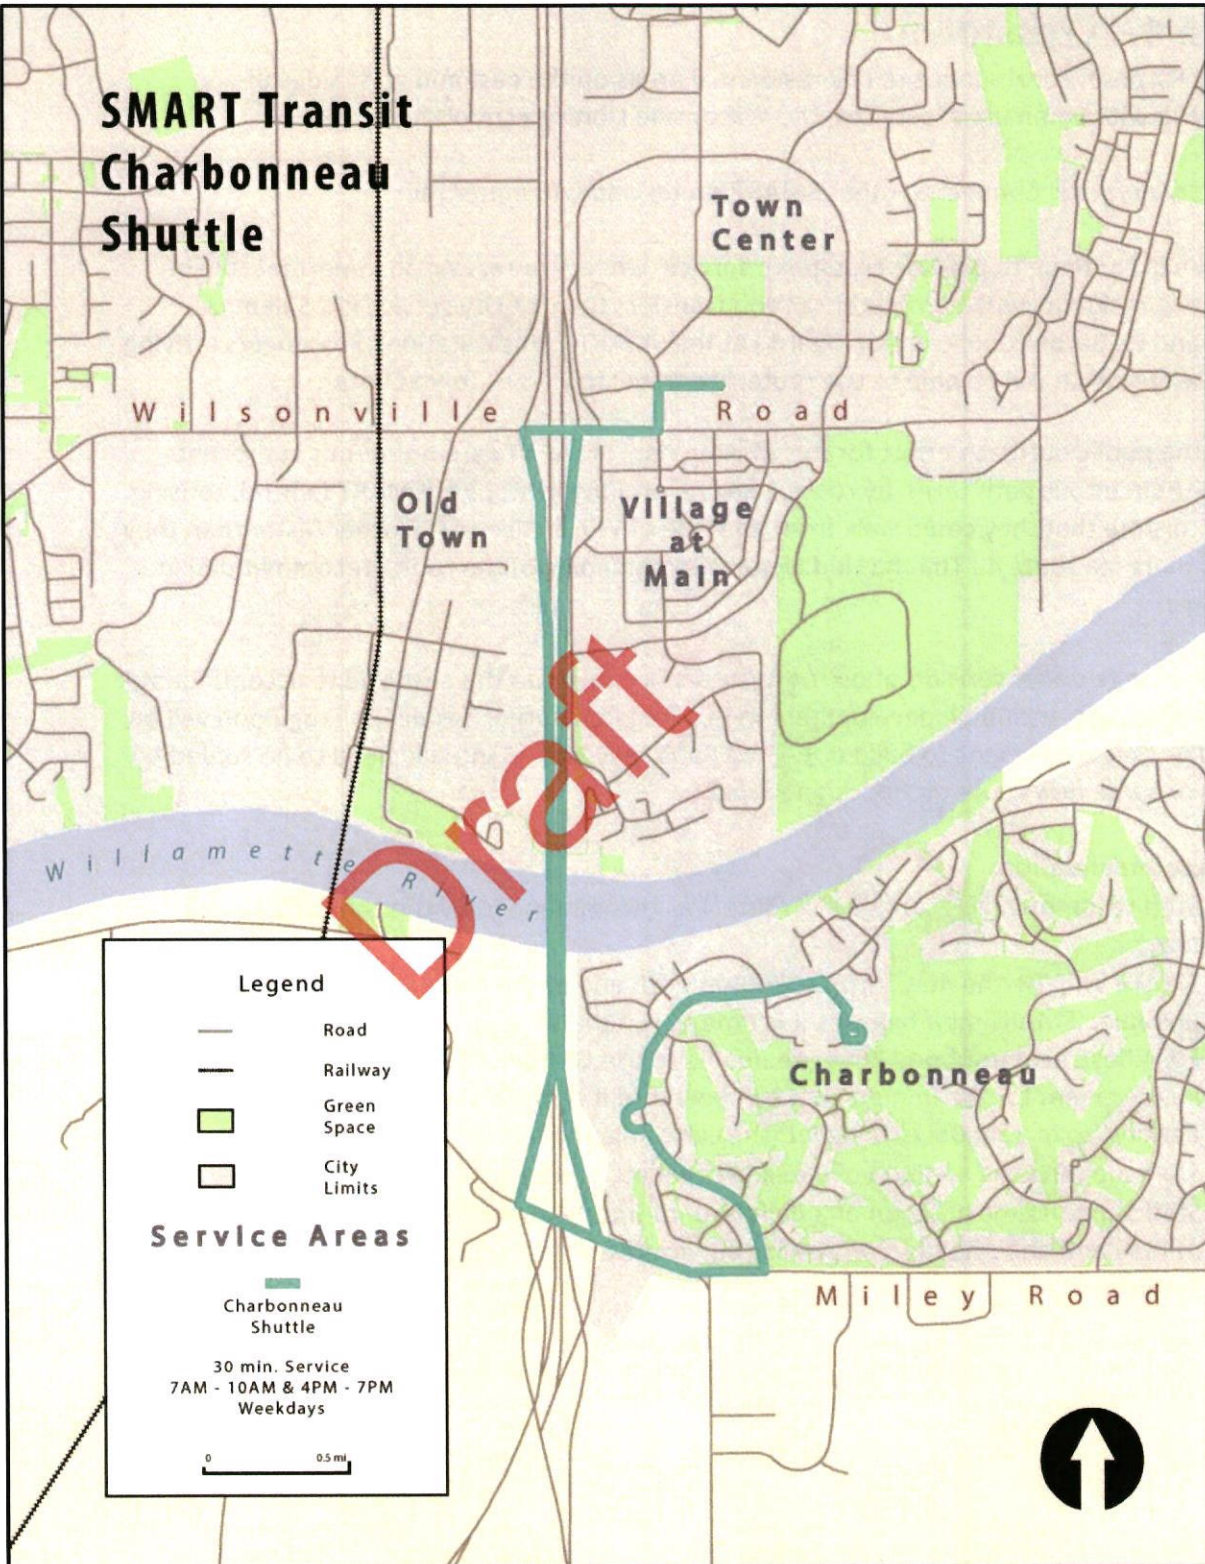 SMART Transit
Charbonneau
Shuttle
Town
Center
Wilsonville Road
Old
Town
Village
at
Main
Draft
Willamette River
Charbonneau
Miley Road
Legend
Road
Railway
Green
Space
City
Limits
Service Areas
Charbonneau
Shuttle
30 min. Service
7AM - 10AM & 4PM - 7PM
Weekdays
0 0.5 mi